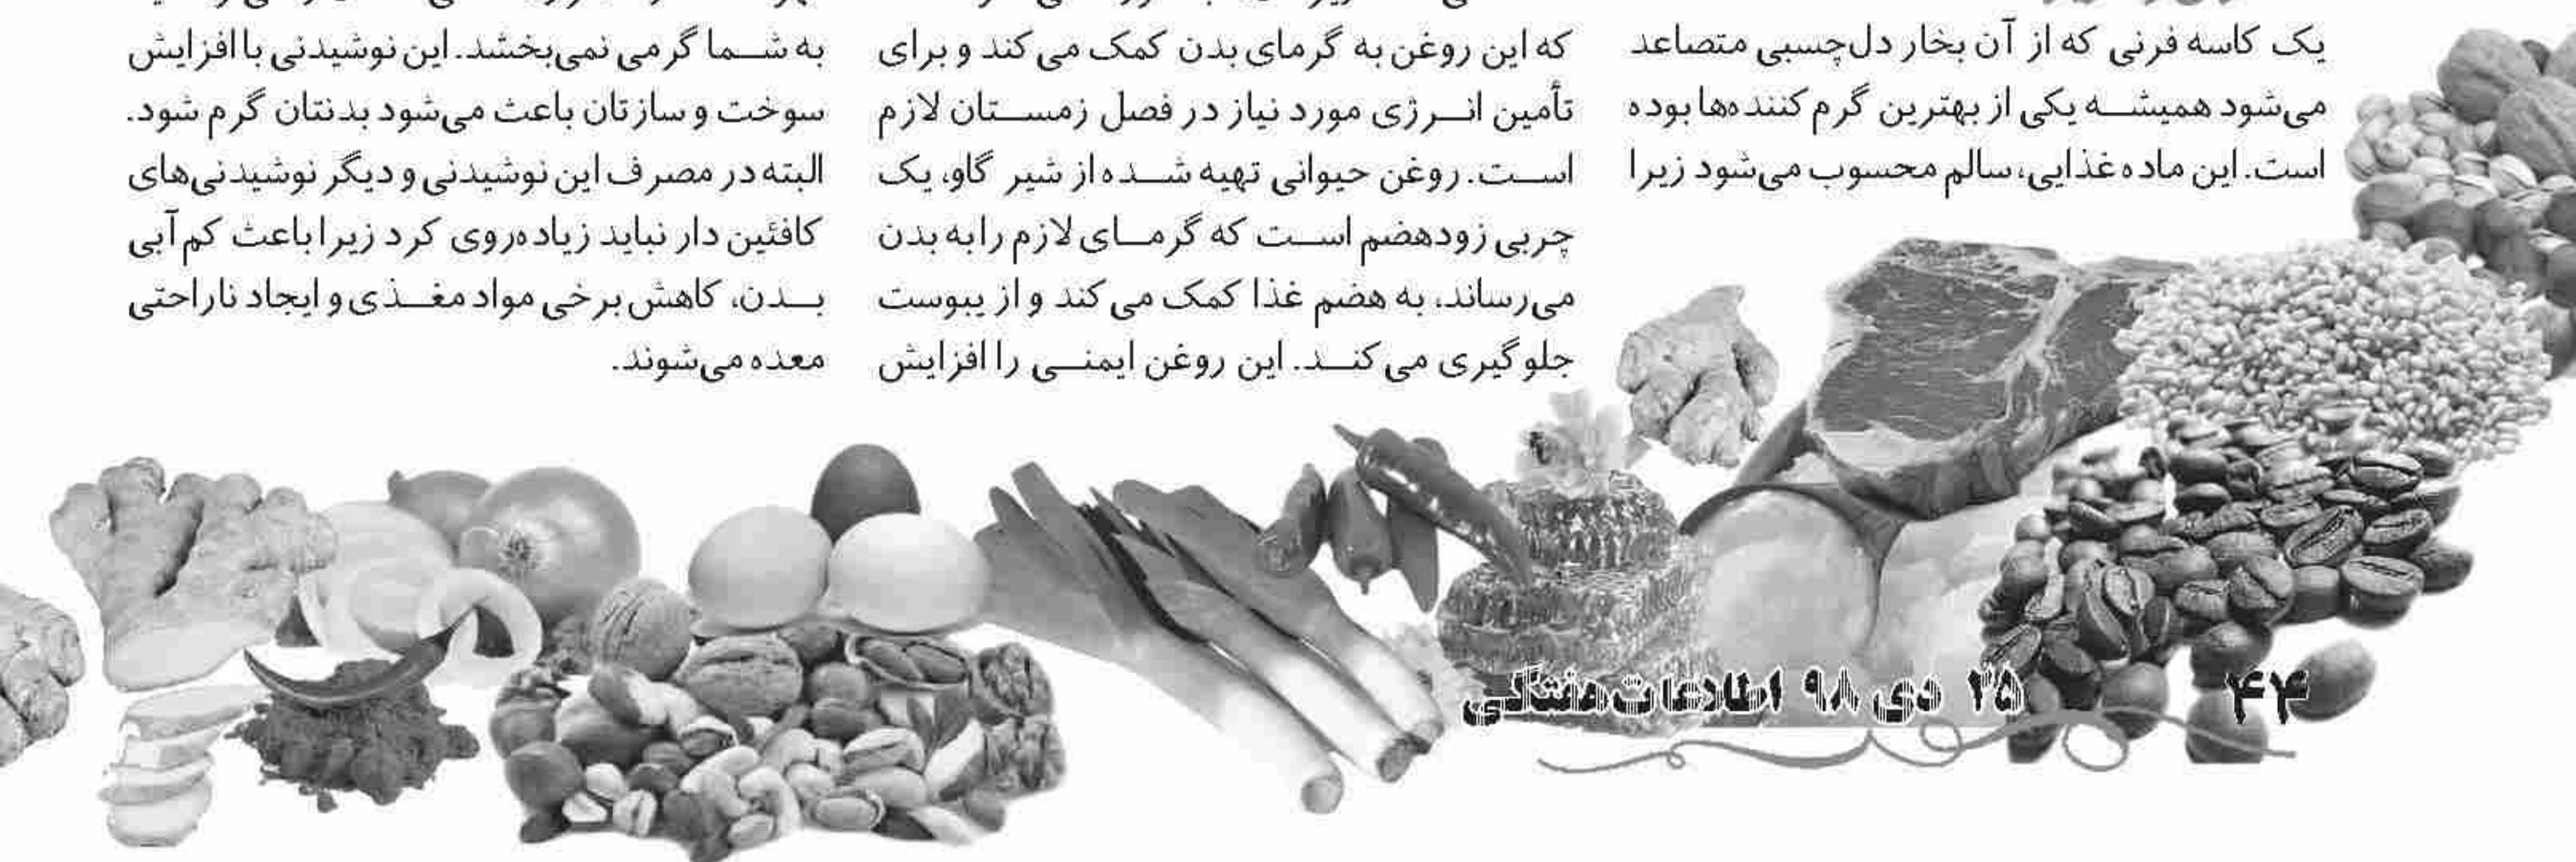 یک کاسه فرنی که از آن بخار دل‌چسبی متصاعد
می‌شود همیشه یکی از بهترین گرم کننده‌ها بوده
است. این ماده غذایی، سالم محسوب می‌شود زیرا
که این روغن به گرمای بدن کمک می کند و برای
تأمین انرژی مورد نیاز در فصل زمستان لازم
است. روغن حیوانی تهیه شده از شیر گاو، یک
چربی زودهضم است که گرمای لازم را به بدن
می‌رساند، به هضم غذا کمک می کند و از یبوست
جلوگیری می کند. این روغن ایمنی را افزایش
به شما گرمی نمی‌بخشد. این نوشیدنی با افزایش
سوخت و سازتان باعث می‌شود بدنتان گرم شود.
البته در مصرف این نوشیدنی و دیگر نوشیدنی‌های
کافئین دار نباید زیاده‌روی کرد زیرا باعث کم آبی
بدن، کاهش برخی مواد مغذی و ایجاد ناراحتی
معده می‌شوند.
۴۴
۲۵ دی ۹۸ اطلاعات هفتگی